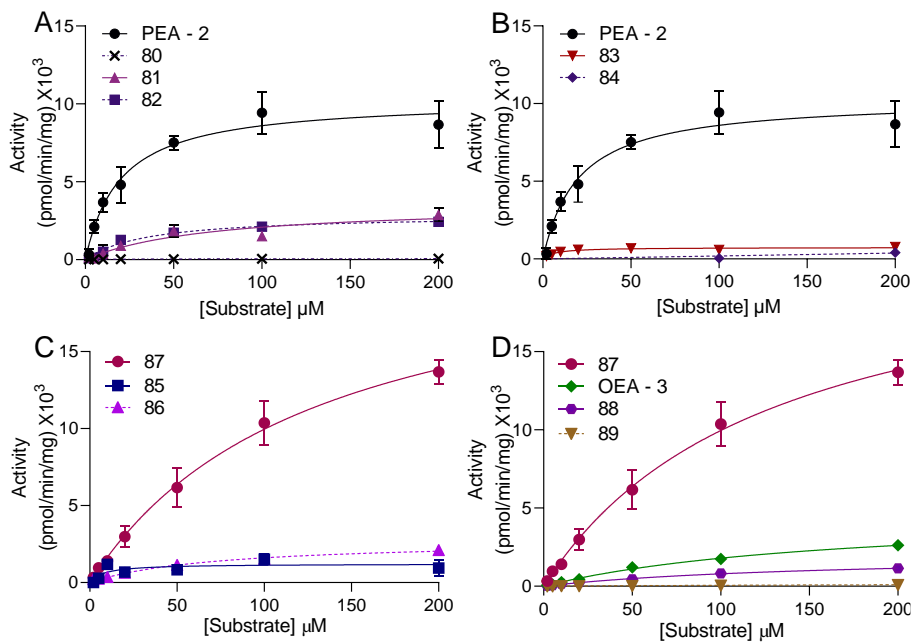 A
PEA - 2
80
81
82
Activity
(pmol/min/mg) X10³
15
10
5
0
0
50
100
150
200
[Substrate] µM
B
PEA - 2
83
84
Activity
(pmol/min/mg) X10³
15
10
5
0
0
50
100
150
200
[Substrate] µM
C
87
85
86
Activity
(pmol/min/mg) X10³
15
10
5
0
0
50
100
150
200
[Substrate] µM
D
87
OEA - 3
88
89
Activity
(pmol/min/mg) X10³
15
10
5
0
0
50
100
150
200
[Substrate] µM